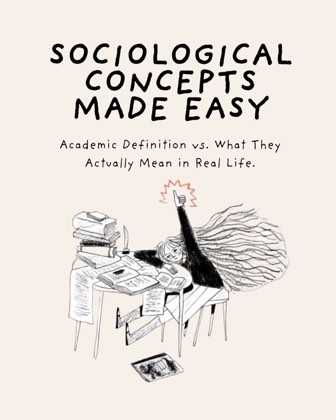 SOCIOLOGICAL
CONCEPTS
MADE EASY
Academic Definition vs. What They
Actually Mean in Real Life.